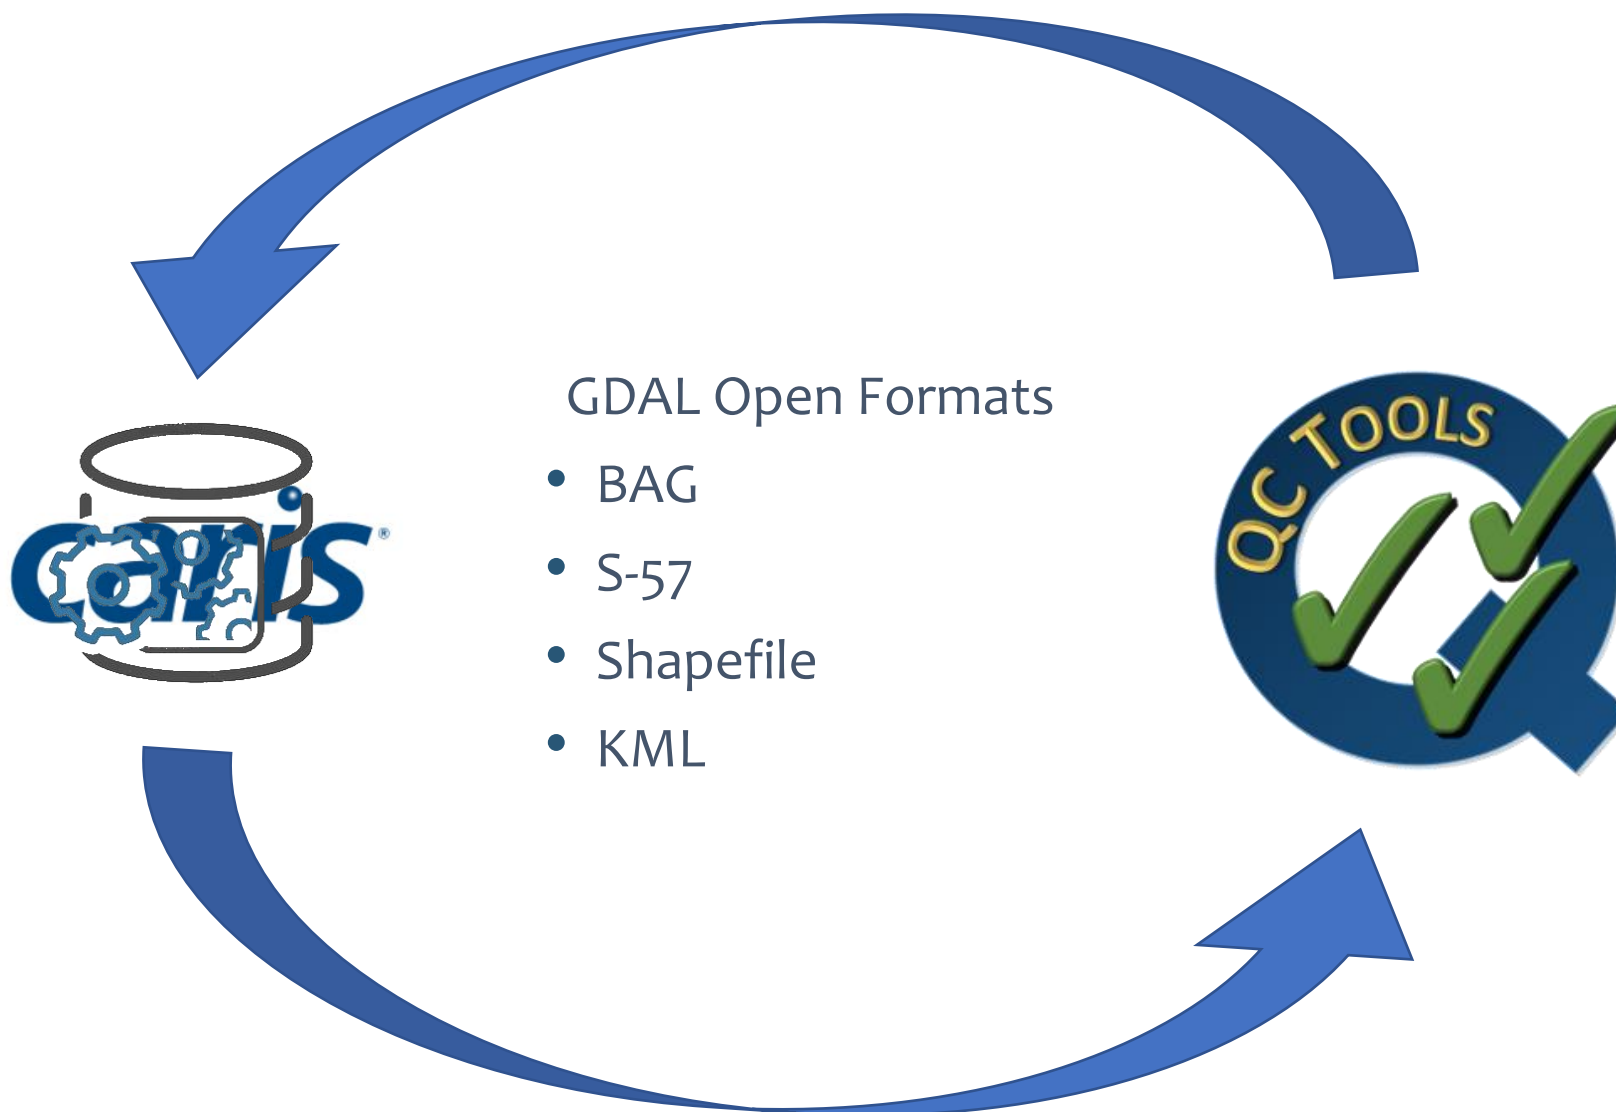 GDAL Open Formats
• BAG
• S-57
• Shapefile
• KML
caris®
QC TOOLS